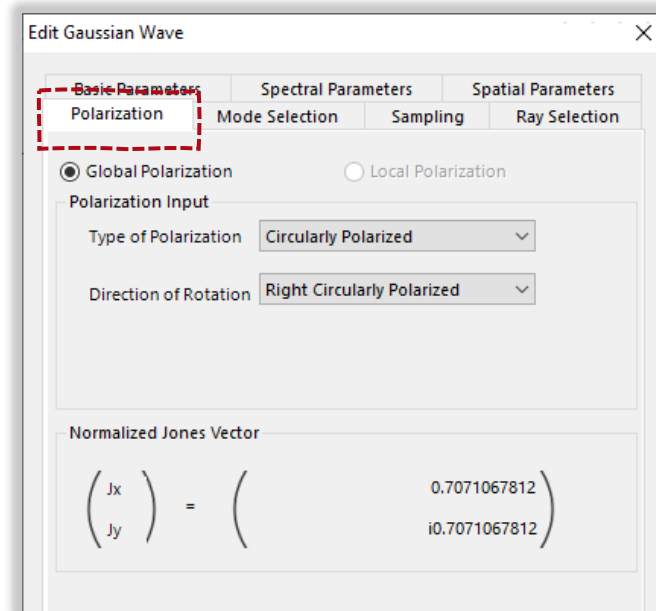 Edit Gaussian Wave
Basic Parameters Spectral Parameters Spatial Parameters
Polarization Mode Selection Sampling Ray Selection
Global Polarization Local Polarization
Polarization Input
Type of Polarization Circularly Polarized
Direction of Rotation Right Circularly Polarized
Normalized Jones Vector
Jx 0.7071067812
=
Jy i0.7071067812